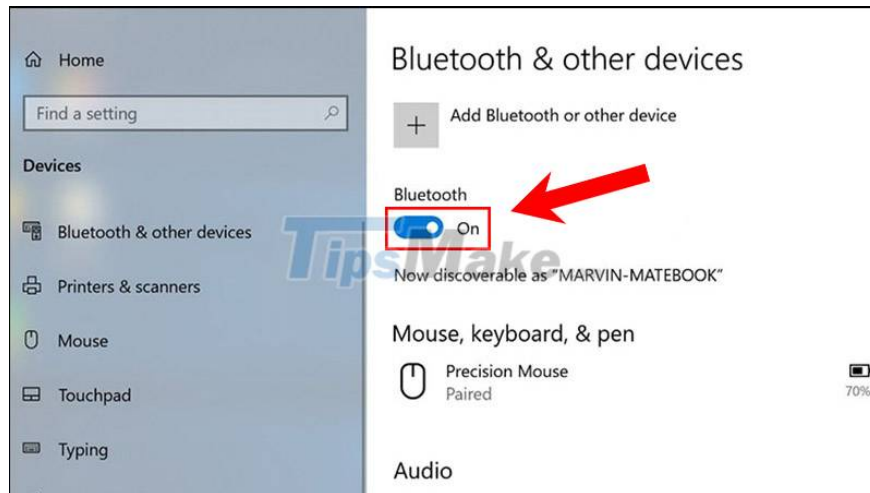 Home
Find a setting
Devices
Bluetooth & other devices
Printers & scanners
Mouse
Touchpad
Typing
Bluetooth & other devices
Add Bluetooth or other device
Bluetooth
On
Now discoverable as “MARVIN-MATEBOOK”
Mouse, keyboard, & pen
Precision Mouse
Paired
70%
Audio
TipsMake